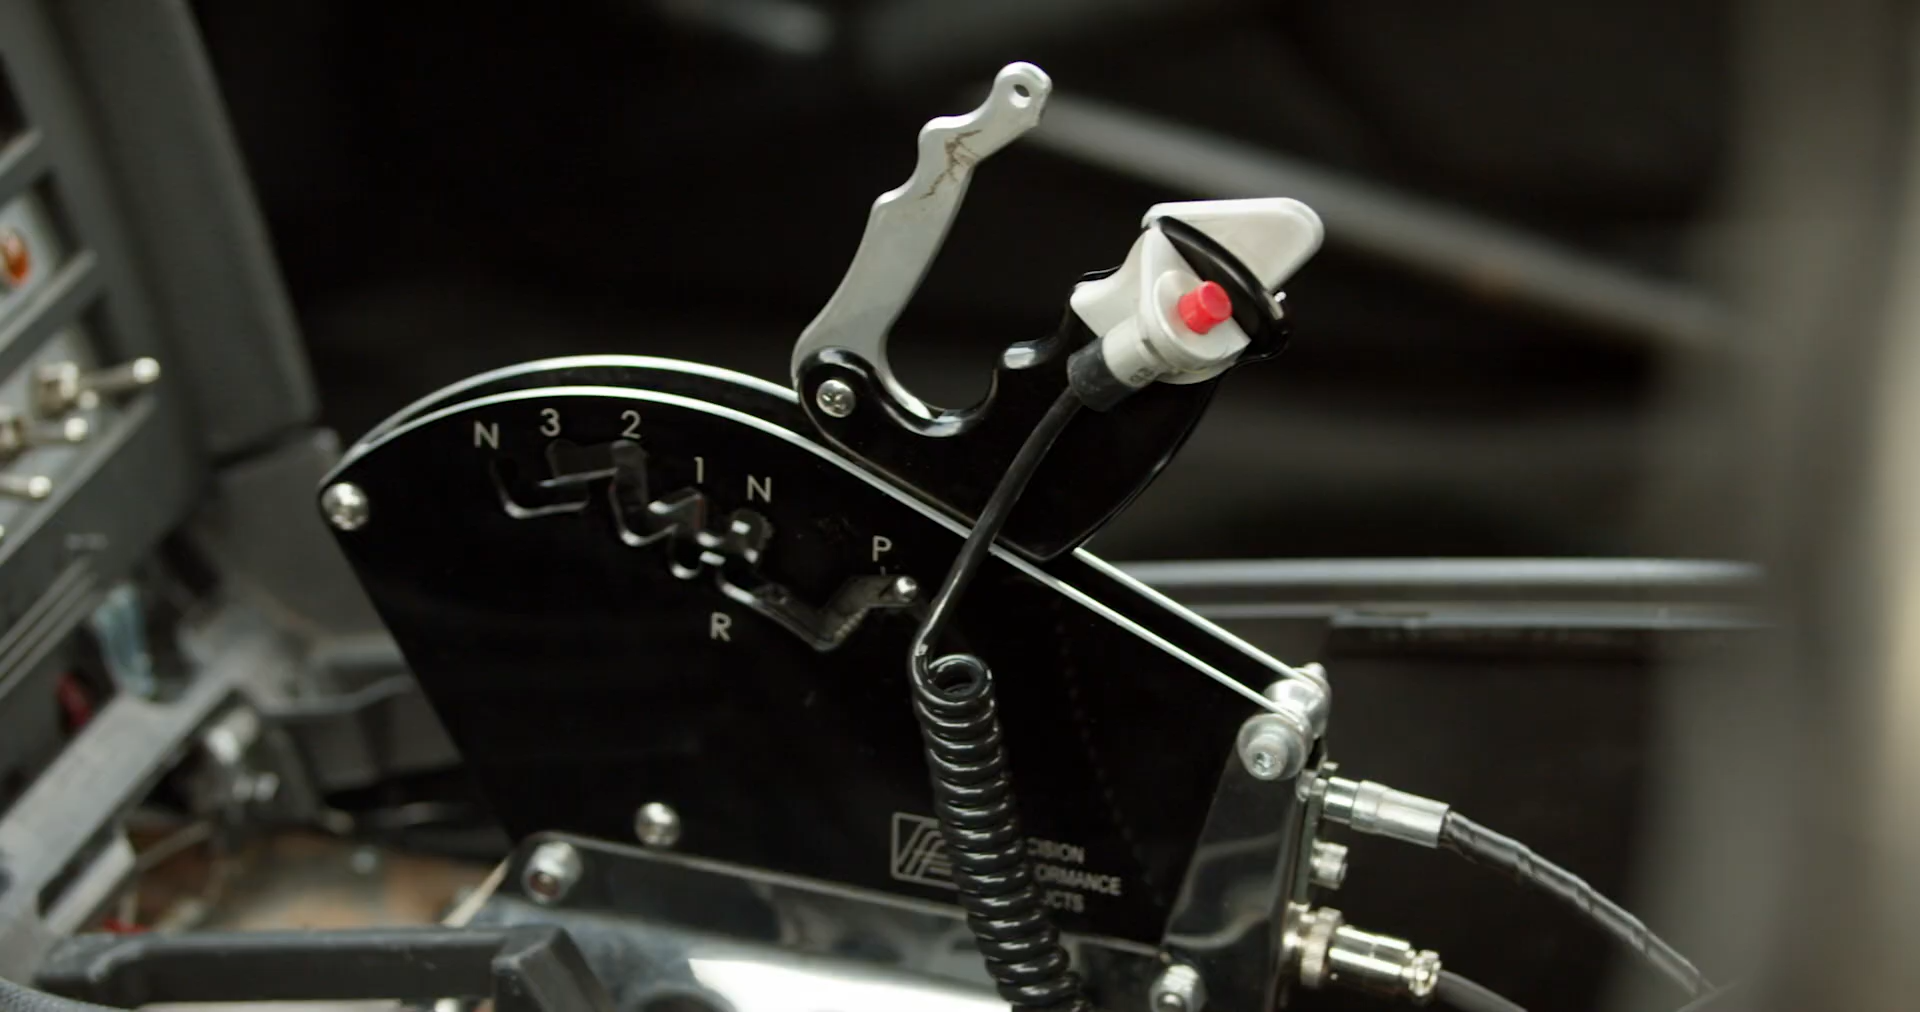 N 3 2
1 N
P
R
CISION
ORMANCE
UCTS